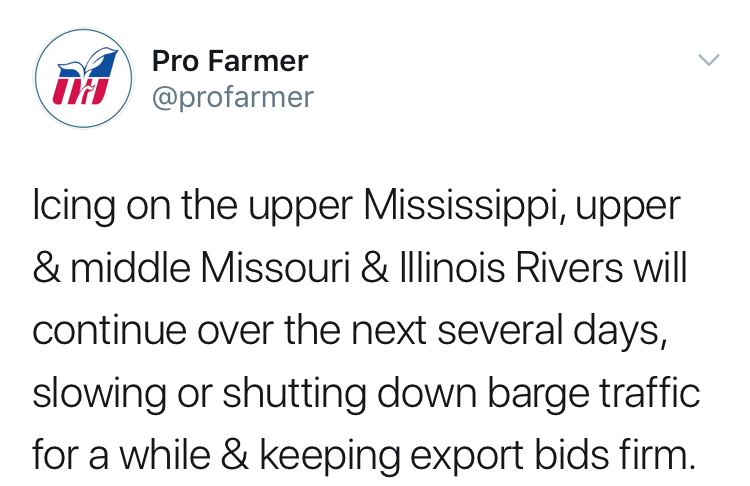 Pro Farmer
@profarmer
Icing on the upper Mississippi, upper
& middle Missouri & Illinois Rivers will
continue over the next several days,
slowing or shutting down barge traffic
for a while & keeping export bids firm.